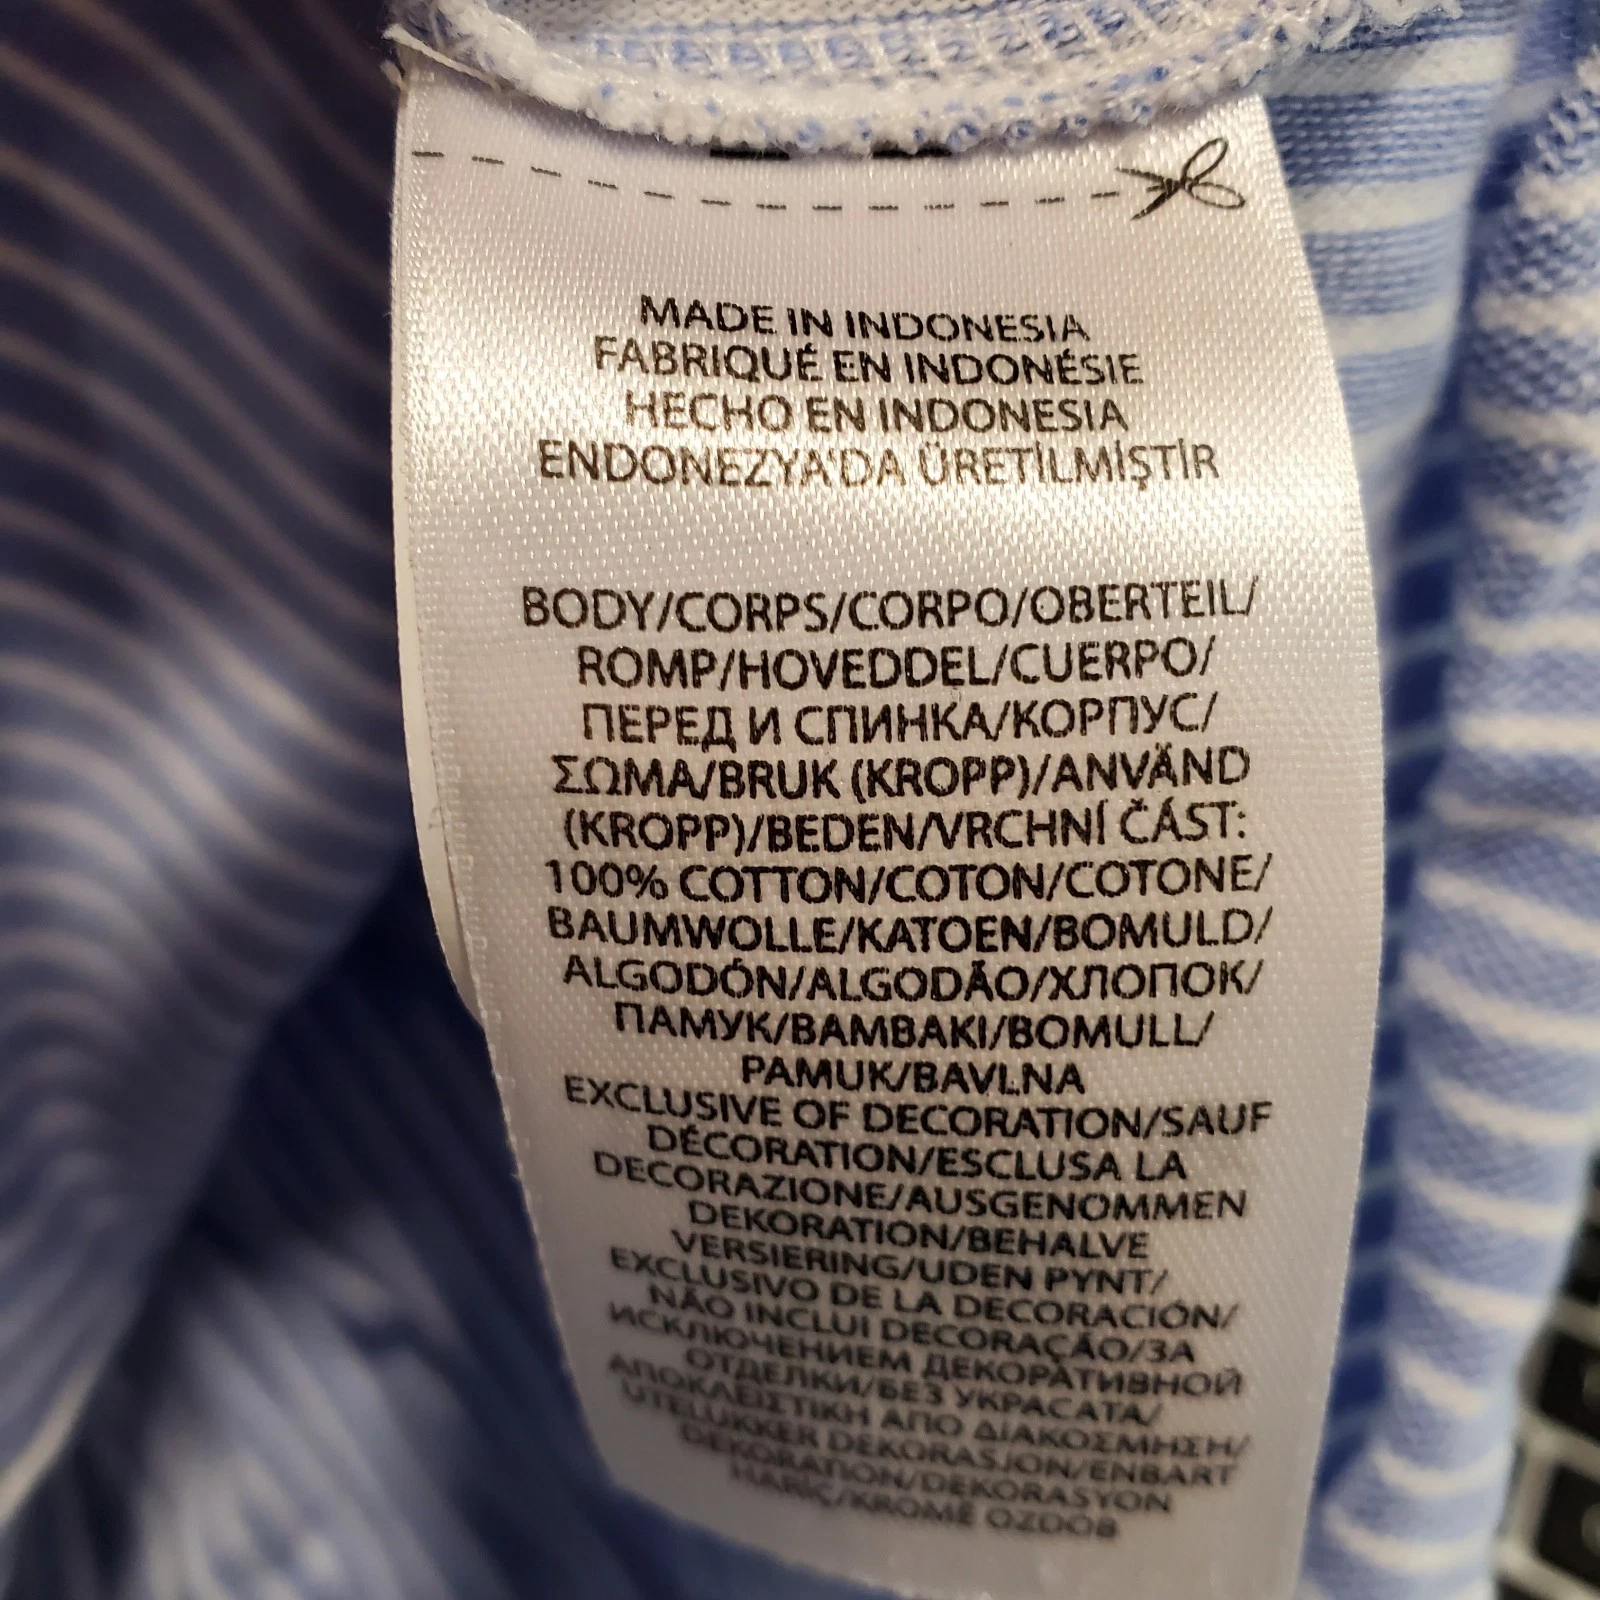 MADE IN INDONESIA
FABRIQUÉ EN INDONÉSIE
HECHO EN INDONESIA
ENDONEZYA'DA ÜRETİLMİŞTİR
BODY/CORPS/CORPO/OBERTEIL/
ROMP/HOVEDDEL/CUERPO/
ПЕРЕД И СПИНКА/КОРПУС/
ΣΩΜΑ/BRUK (KROPP)/ANVÄND
(KROPP)/BEDEN/VRCHNÍ ČÁST:
100% COTTON/COTON/COTONE/
BAUMWOLLE/KATOEN/BOMULD/
ALGODÓN/ALGODÃO/ХЛОПОК/
ПАМУК/BAMBAKI/BOMULL/
PAMUK/BAVLNA
EXCLUSIVE OF DECORATION/SAUF
DÉCORATION/ESCLUSA LA
DECORAZIONE/AUSGENOMMEN
DEKORATION/BEHALVE
VERSIERING/UDEN PYNT/
EXCLUSIVO DE LA DECORACIÓN/
NÃO INCLUI DECORAÇÃO/ЗА
ИСКЛЮЧЕНИЕМ ДЕКОРАТИВНОЙ
ОТДЕЛКИ/БЕЗ УКРАСАТА/
ΑΠΟΚΛΕΙΣΤΙΚΗ ΑΠΟ ΔΙΑΚΟΣΜΗΣΗ/
UTELUKKER DEKORASJON/ENBART
DEKORATION/DEKORASYON
HARİÇ/KROMĚ OZDOB